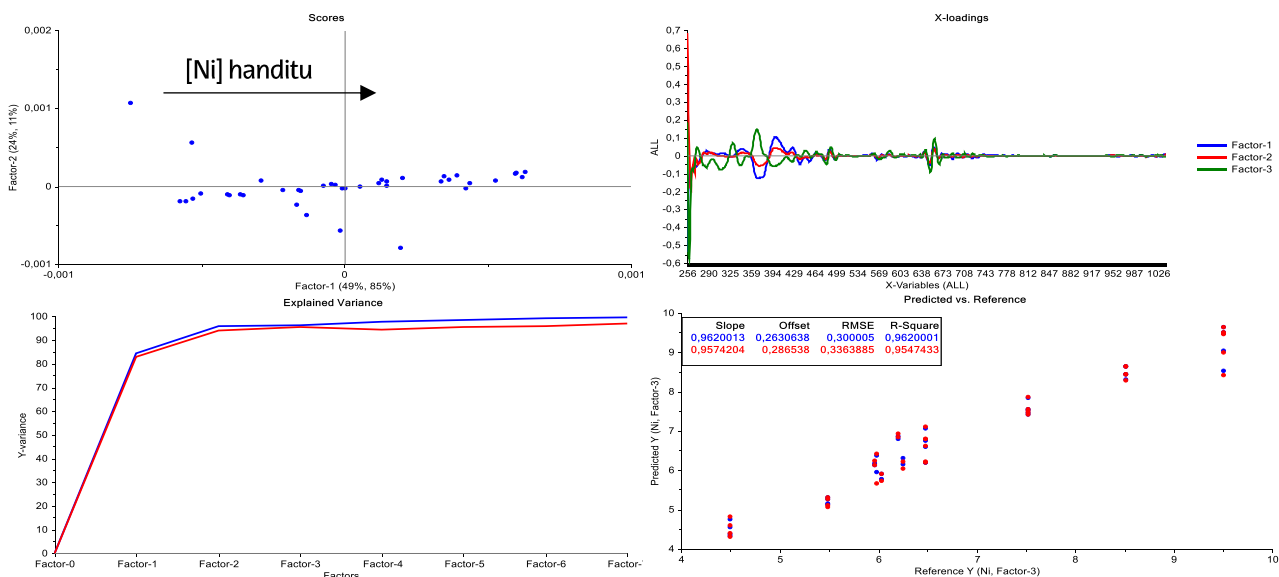 Scores
0,002
0,001
0
-0,001
-0,001
0
0,001
Factor-2 (24%, 11%)
Factor-1 (49%, 85%)
[Ni] handitu
X-loadings
0,7
0,6
0,5
0,4
0,3
0,2
0,1
0
-0,1
-0,2
-0,3
-0,4
-0,5
-0,6
ALL
256 290 325 359 394 429 464 499 534 569 603 638 673 708 743 778 812 847 882 917 952 987 1026
X-Variables (ALL)
Factor-1
Factor-2
Factor-3
Explained Variance
100
90
80
70
60
50
40
30
20
10
0
Y-variance
Factor-0 Factor-1 Factor-2 Factor-3 Factor-4 Factor-5 Factor-6 Factor-
Factors
Predicted vs. Reference
Slope Offset RMSE R-Square
0,9620013 0,2630638 0,300005 0,9620001
0,9574204 0,286538 0,3363885 0,9547433
10
9
8
7
6
5
4
Predicted Y (Ni, Factor-3)
4 5 6 7 8 9 10
Reference Y (Ni, Factor-3)